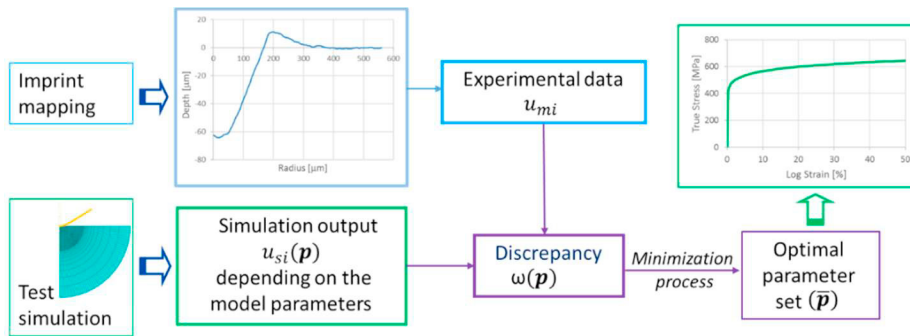 Imprint
mapping
Depth [µm]
20
0
-20
-40
-60
-80
0 100 200 300 400 500 600
Radius [µm]
Experimental data
u_mi
True Stress [MPa]
800
600
400
200
0
0 10 20 30 40 50
Log Strain [%]
Test
simulation
Simulation output
u_si(p)
depending on the
model parameters
Discrepancy
ω(p)
Minimization
process
Optimal
parameter
set (p̅)